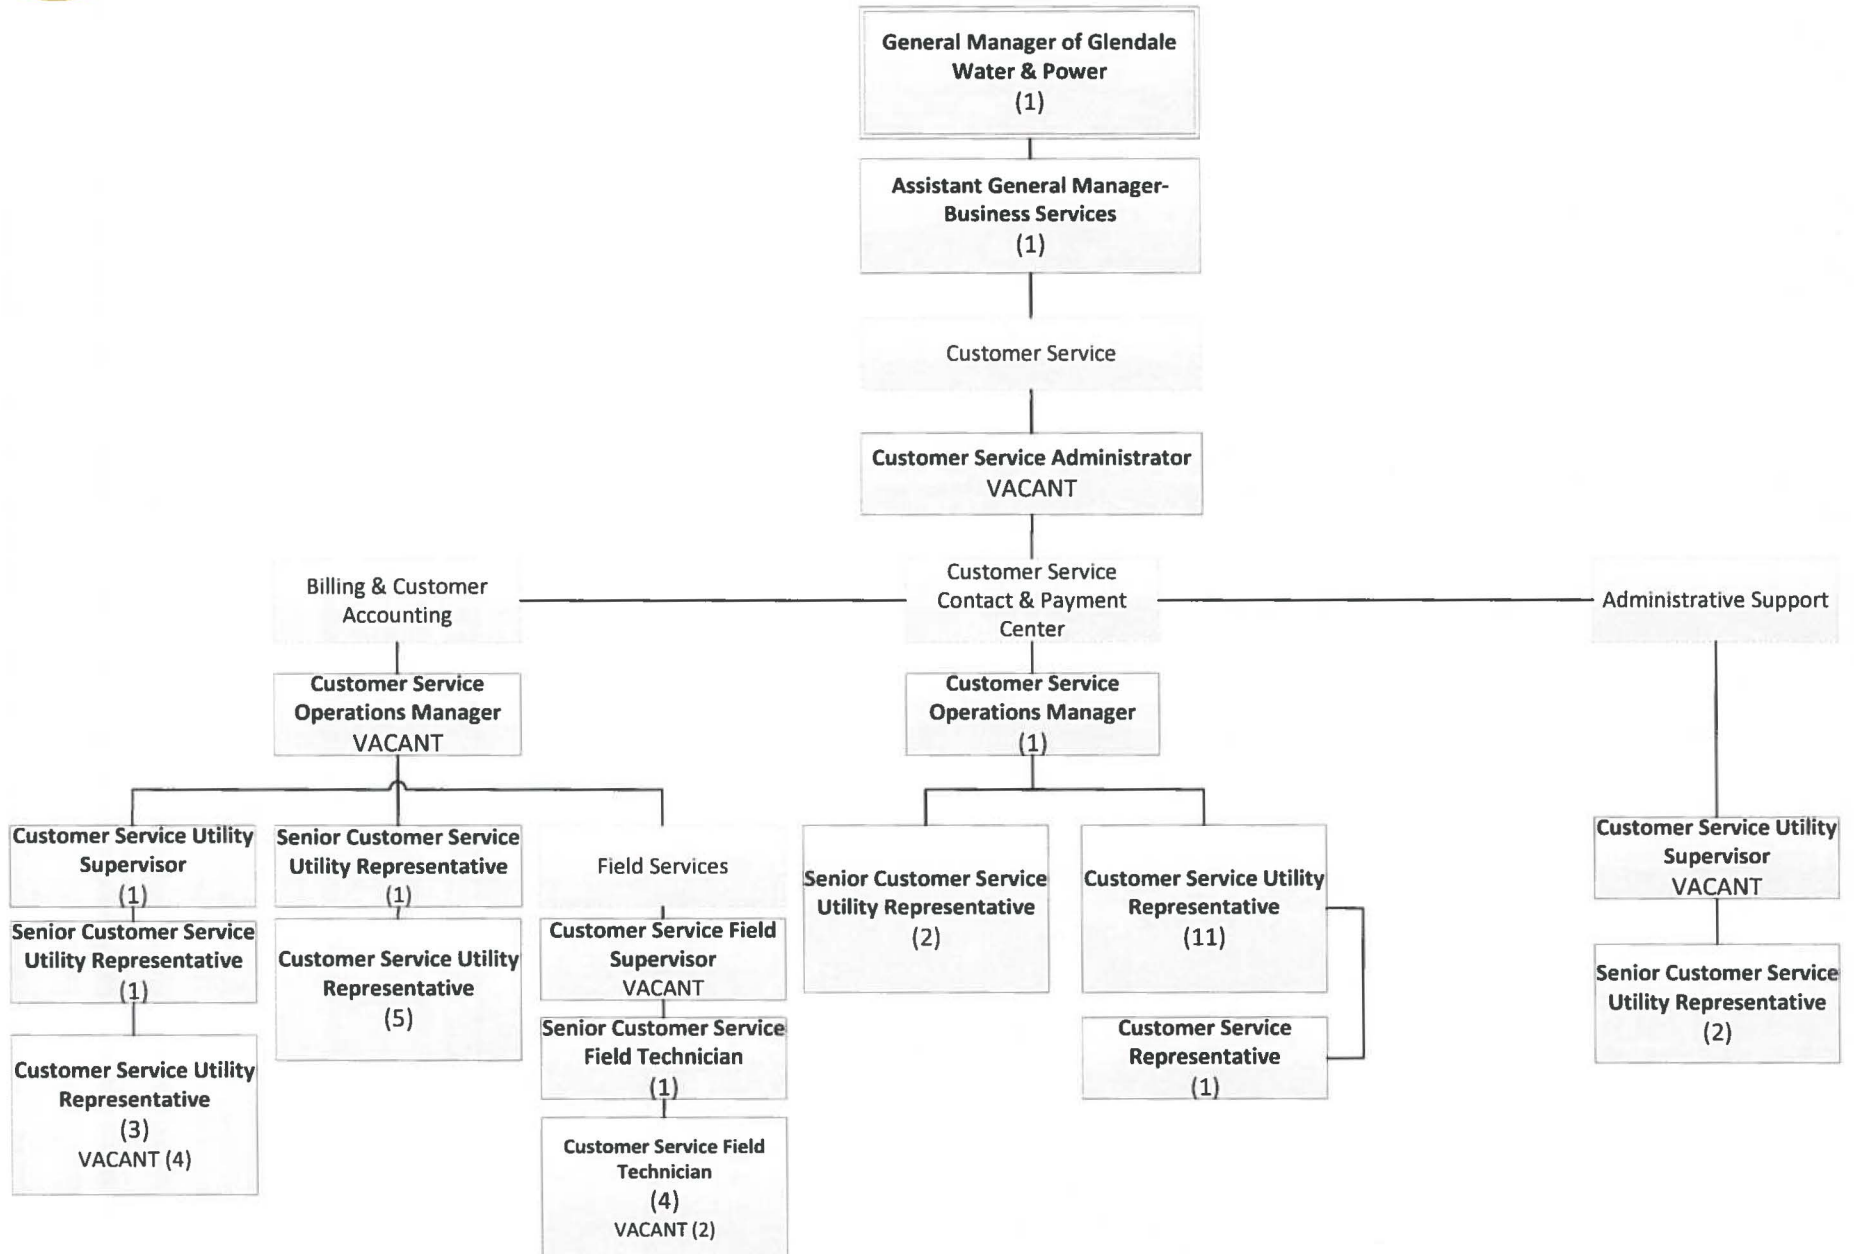 General Manager of Glendale
Water & Power
(1)
Assistant General Manager-
Business Services
(1)
Customer Service
Customer Service Administrator
VACANT
Billing & Customer
Accounting
Customer Service
Contact & Payment
Center
Administrative Support
Customer Service
Operations Manager
VACANT
Customer Service
Operations Manager
(1)
Customer Service Utility
Supervisor
(1)
Senior Customer Service
Utility Representative
(1)
Customer Service Utility
Representative
(3)
VACANT (4)
Senior Customer Service
Utility Representative
(1)
Customer Service Utility
Representative
(5)
Field Services
Customer Service Field
Supervisor
VACANT
Senior Customer Service
Field Technician
(1)
Customer Service Field
Technician
(4)
VACANT (2)
Senior Customer Service
Utility Representative
(2)
Customer Service Utility
Representative
(11)
Customer Service
Representative
(1)
Customer Service Utility
Supervisor
VACANT
Senior Customer Service
Utility Representative
(2)